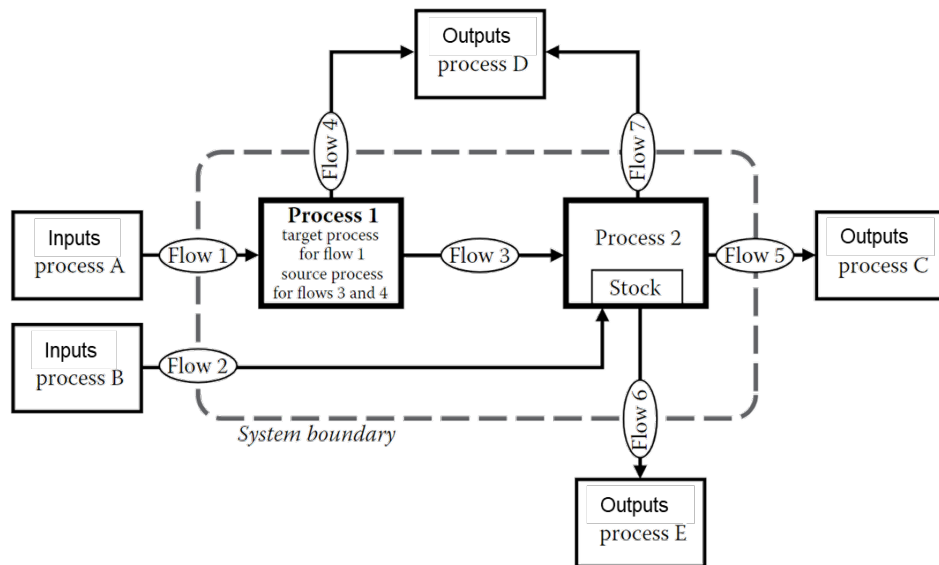 Outputs
process D
Flow 4
Flow 7
Inputs
process A
Flow 1
Process 1
target process
for flow 1
source process
for flows 3 and 4
Flow 3
Process 2
Stock
Flow 5
Outputs
process C
Inputs
process B
Flow 2
Flow 6
System boundary
Outputs
process E